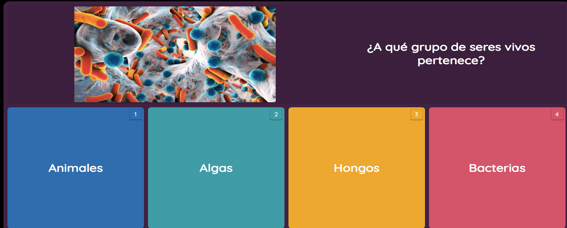 ¿A qué grupo de seres vivos
pertenece?
1
2
3
4
Animales
Algas
Hongos
Bacterias